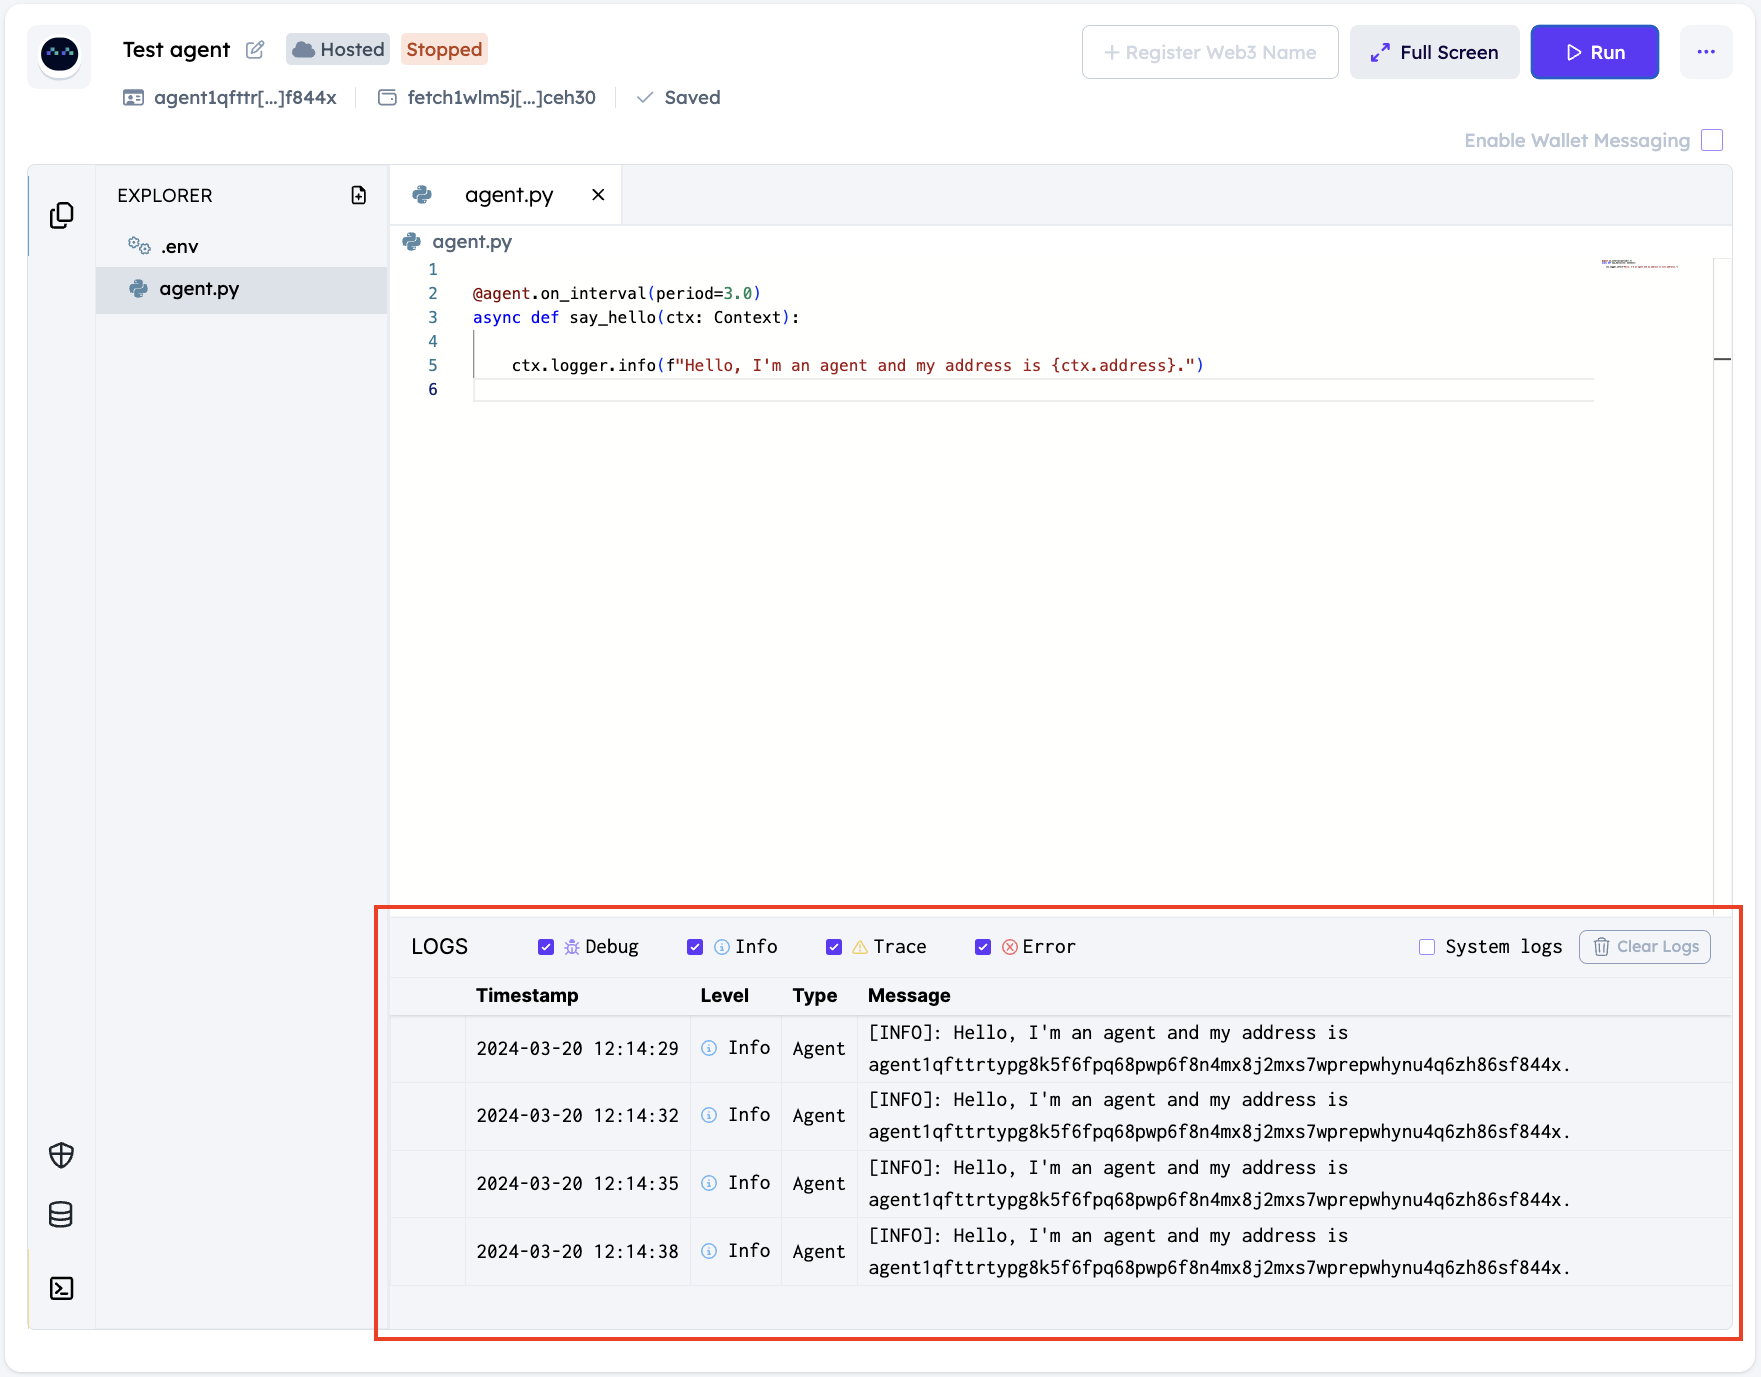 Test agent Hosted Stopped
+ Register Web3 Name Full Screen Run ...
agent1qfttr[...]f844x fetch1wlm5j[...]ceh30 Saved
Enable Wallet Messaging
EXPLORER
.env
agent.py
agent.py
agent.py
1
2 @agent.on_interval(period=3.0)
3 async def say_hello(ctx: Context):
4
5 ctx.logger.info(f"Hello, I'm an agent and my address is {ctx.address}.")
6
LOGS Debug Info Trace Error System logs Clear Logs
Timestamp Level Type Message
2024-03-20 12:14:29 Info Agent [INFO]: Hello, I'm an agent and my address is
agent1qfttrtypg8k5f6fpq68pwp6f8n4mx8j2mxs7wprepwhynu4q6zh86sf844x.
2024-03-20 12:14:32 Info Agent [INFO]: Hello, I'm an agent and my address is
agent1qfttrtypg8k5f6fpq68pwp6f8n4mx8j2mxs7wprepwhynu4q6zh86sf844x.
2024-03-20 12:14:35 Info Agent [INFO]: Hello, I'm an agent and my address is
agent1qfttrtypg8k5f6fpq68pwp6f8n4mx8j2mxs7wprepwhynu4q6zh86sf844x.
2024-03-20 12:14:38 Info Agent [INFO]: Hello, I'm an agent and my address is
agent1qfttrtypg8k5f6fpq68pwp6f8n4mx8j2mxs7wprepwhynu4q6zh86sf844x.